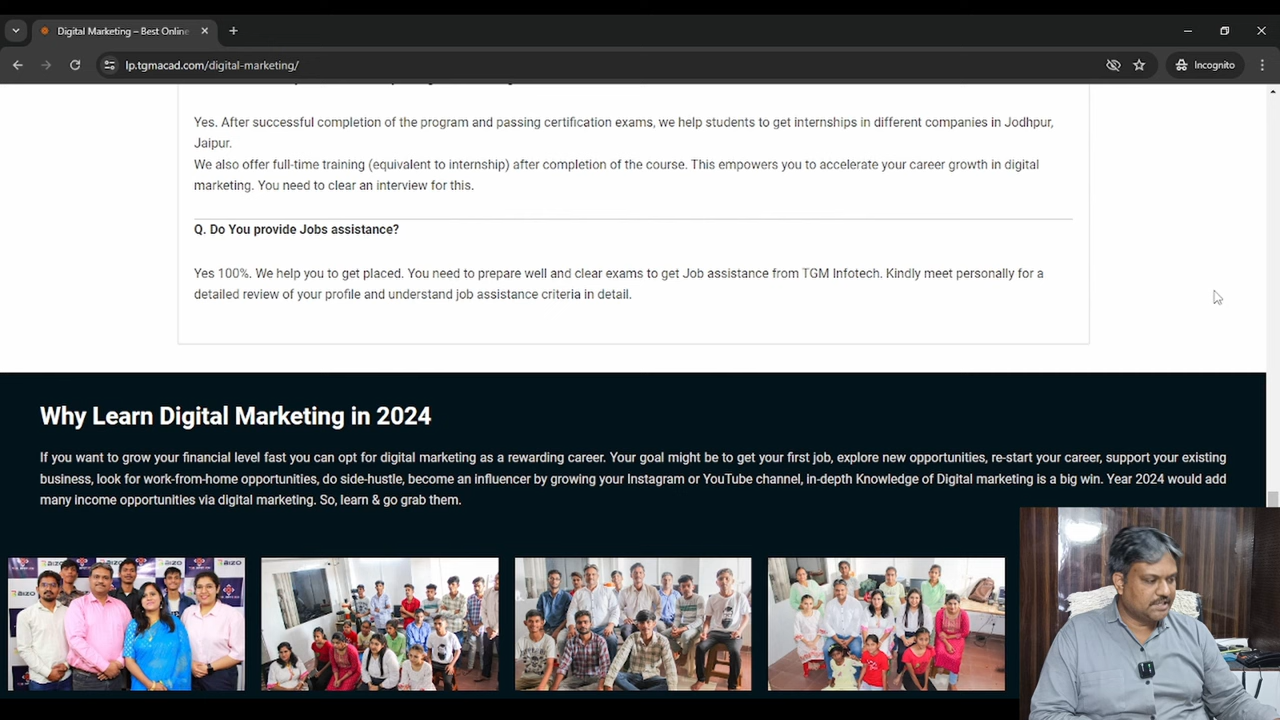 Digital Marketing – Best Online
lp.tgmacad.com/digital-marketing/
Incognito
Yes. After successful completion of the program and passing certification exams, we help students to get internships in different companies in Jodhpur,
Jaipur.
We also offer full-time training (equivalent to internship) after completion of the course. This empowers you to accelerate your career growth in digital
marketing. You need to clear an interview for this.
Q. Do You provide Jobs assistance?
Yes 100%. We help you to get placed. You need to prepare well and clear exams to get Job assistance from TGM Infotech. Kindly meet personally for a
detailed review of your profile and understand job assistance criteria in detail.
Why Learn Digital Marketing in 2024
If you want to grow your financial level fast you can opt for digital marketing as a rewarding career. Your goal might be to get your first job, explore new opportunities, re-start your career, support your existing
business, look for work-from-home opportunities, do side-hustle, become an influencer by growing your Instagram or YouTube channel, in-depth Knowledge of Digital marketing is a big win. Year 2024 would add
many income opportunities via digital marketing. So, learn & go grab them.